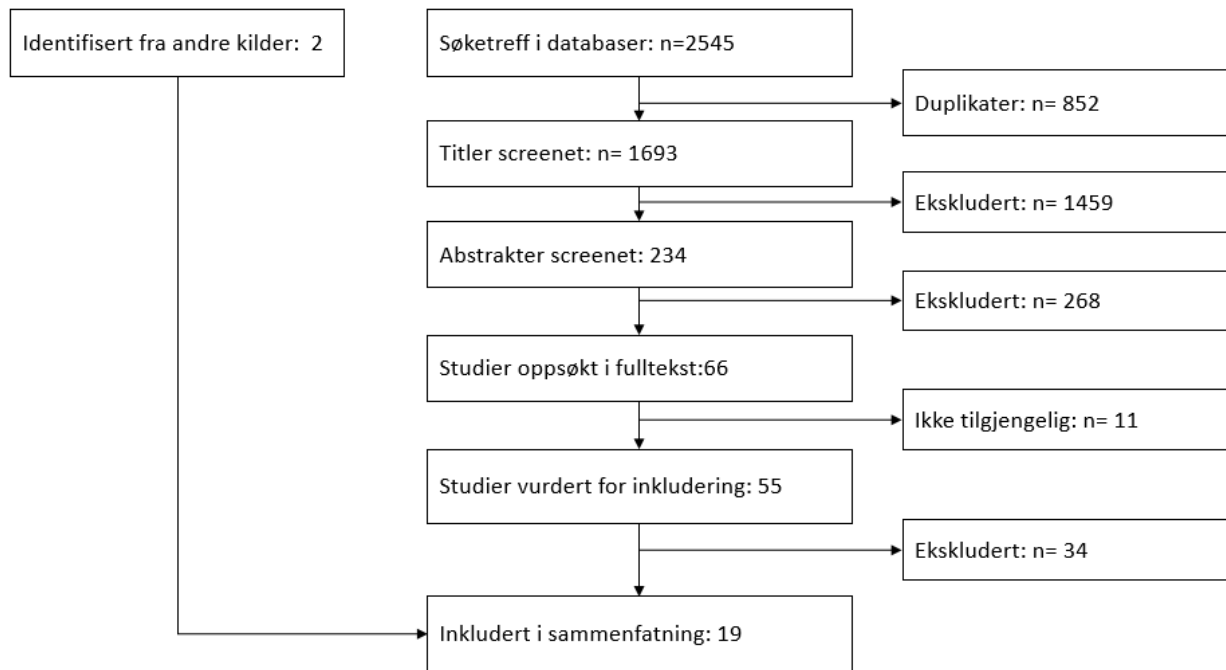 Identifisert fra andre kilder: 2
Søketreff i databaser: n=2545
Duplikater: n= 852
Titler screenet: n= 1693
Ekskludert: n= 1459
Abstrakter screenet: 234
Ekskludert: n= 268
Studier oppsøkt i fulltekst:66
Ikke tilgjengelig: n= 11
Studier vurdert for inkludering: 55
Ekskludert: n= 34
Inkludert i sammenfatning: 19